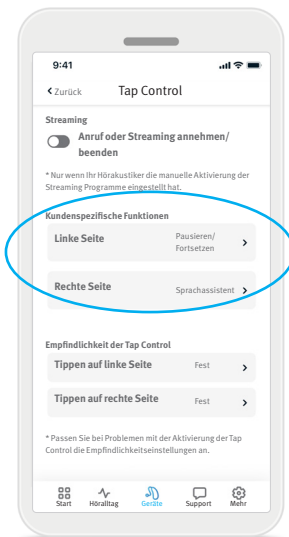 9:41
Zurück Tap Control
Streaming
Anruf oder Streaming annehmen/
beenden
* Nur wenn Ihr Hörakustiker die manuelle Aktivierung der
Streaming Programme eingestellt hat.
Kundenspezifische Funktionen
Linke Seite Pausieren/
Fortsetzen
Rechte Seite Sprachassistent
Empfindlichkeit der Tap Control
Tippen auf linke Seite Fest
Tippen auf rechte Seite Fest
* Passen Sie bei Problemen mit der Aktivierung der Tap
Control die Empfindlichkeitseinstellungen an.
Start Höralltag Geräte Support Mehr